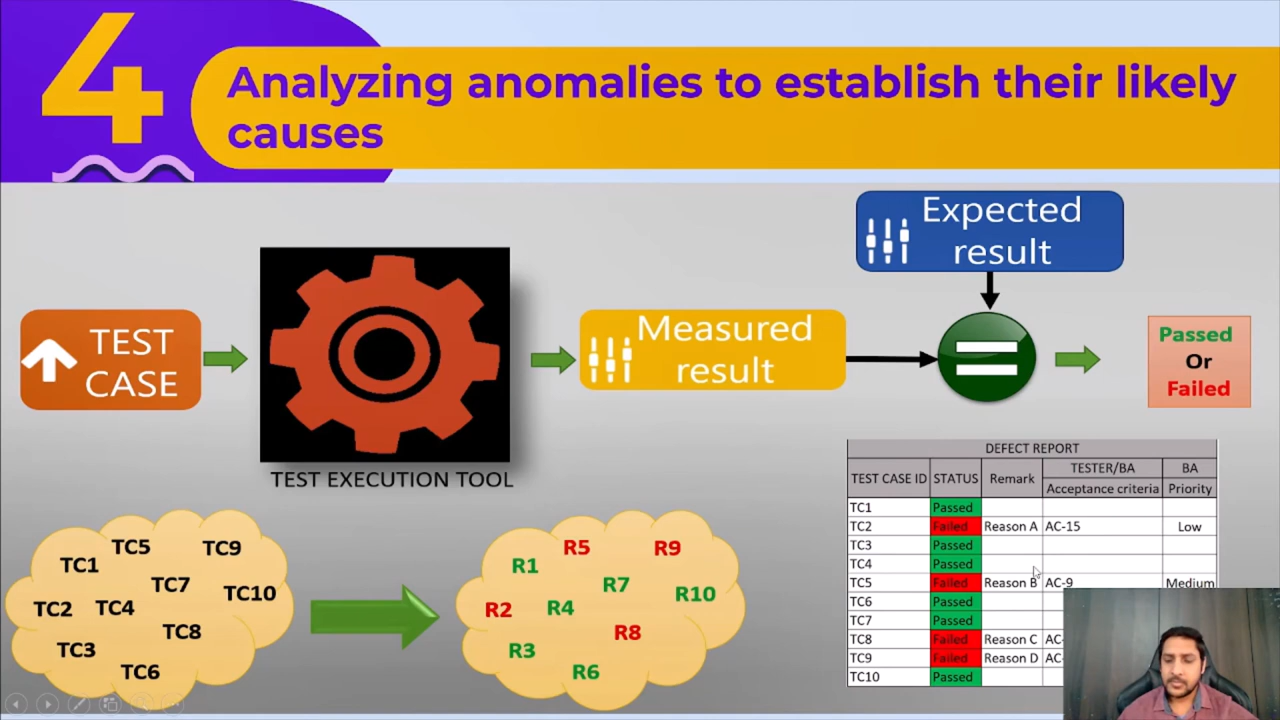 4
Analyzing anomalies to establish their likely
causes
Expected
result
TEST
CASE
Measured
result
Passed
Or
Failed
TEST EXECUTION TOOL
TC1
TC5
TC9
TC7
TC10
TC2
TC4
TC8
TC3
TC6
R5
R9
R1
R7
R10
R2
R4
R8
R3
R6
DEFECT REPORT
TEST CASE ID STATUS Remark TESTER/BA BA
Acceptance criteria Priority
TC1 Passed
TC2 Failed Reason A AC-15 Low
TC3 Passed
TC4 Passed
TC5 Failed Reason B AC-9 Medium
TC6 Passed
TC7 Passed
TC8 Failed Reason C AC-
TC9 Failed Reason D AC-
TC10 Passed